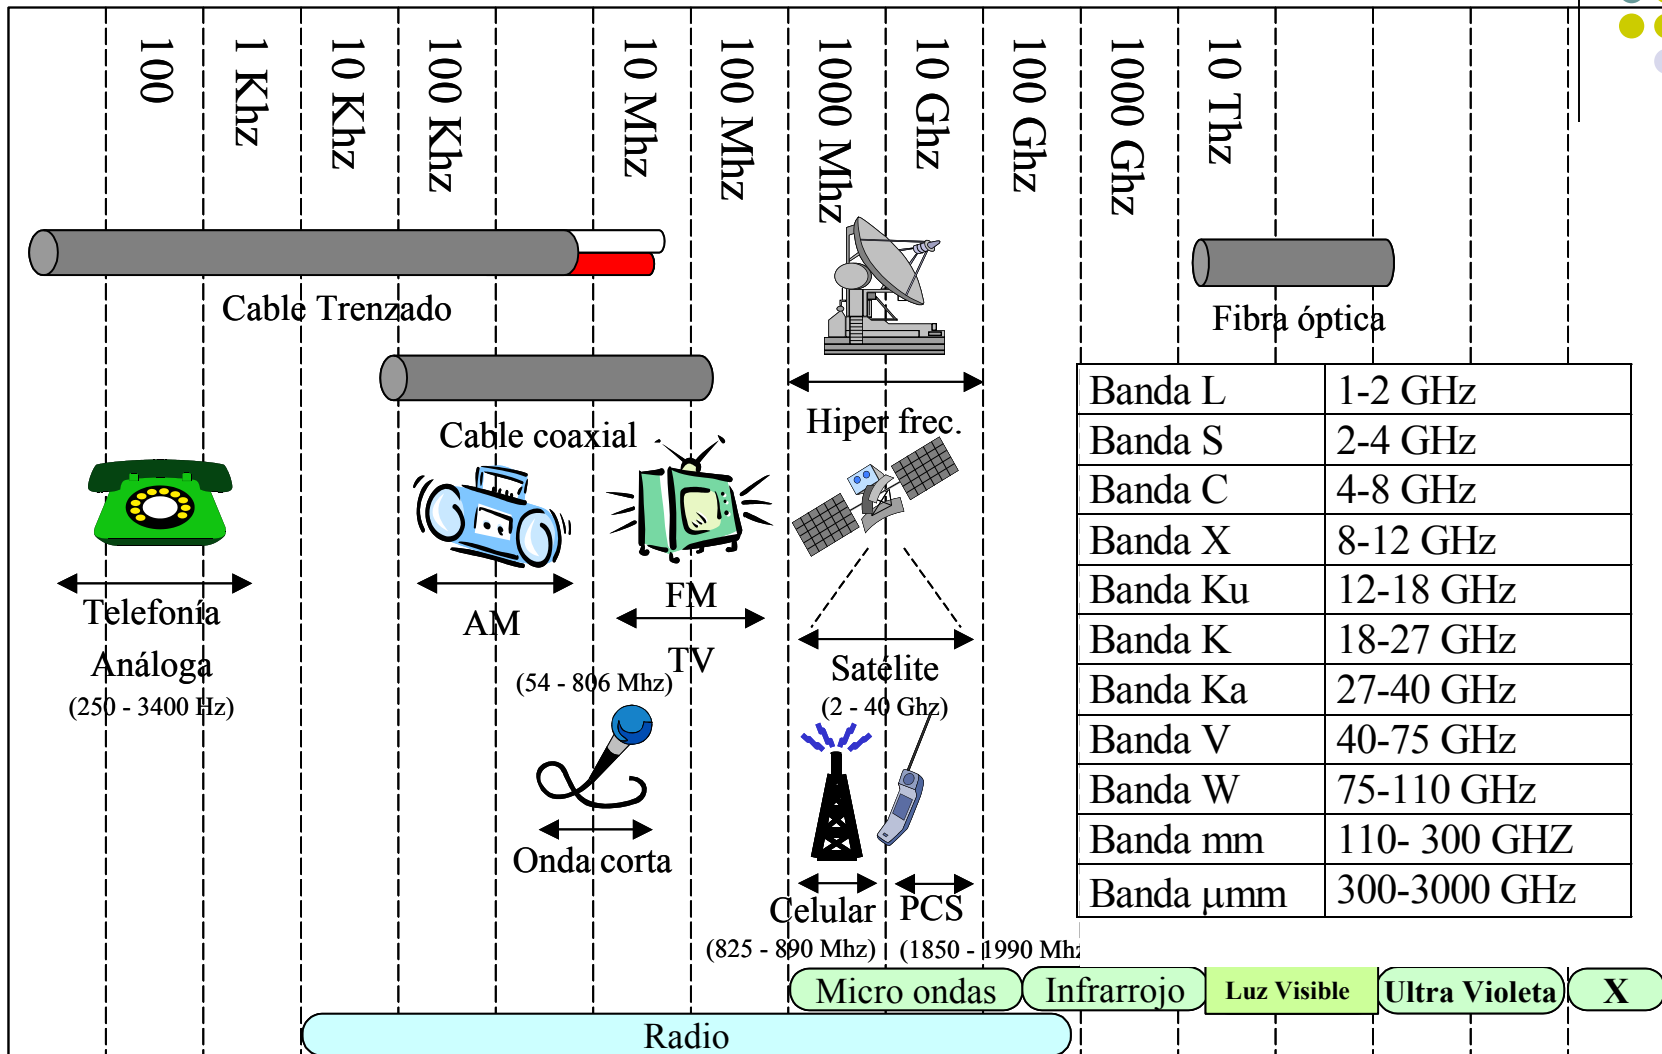 100
1 Khz
10 Khz
100 Khz
10 Mhz
100 Mhz
1000 Mhz
10 Ghz
100 Ghz
1000 Ghz
10 Thz
Cable Trenzado
Fibra óptica
Cable coaxial
Hiper frec.
Telefonía
Análoga
(250 - 3400 Hz)
AM
FM
TV
(54 - 806 Mhz)
Satélite
(2 - 40 Ghz)
Onda corta
Celular
(825 - 890 Mhz)
PCS
(1850 - 1990 Mhz
Banda L 1-2 GHz
Banda S 2-4 GHz
Banda C 4-8 GHz
Banda X 8-12 GHz
Banda Ku 12-18 GHz
Banda K 18-27 GHz
Banda Ka 27-40 GHz
Banda V 40-75 GHz
Banda W 75-110 GHz
Banda mm 110- 300 GHZ
Banda μmm 300-3000 GHz
Micro ondas
Infrarrojo
Luz Visible
Ultra Violeta
X
Radio